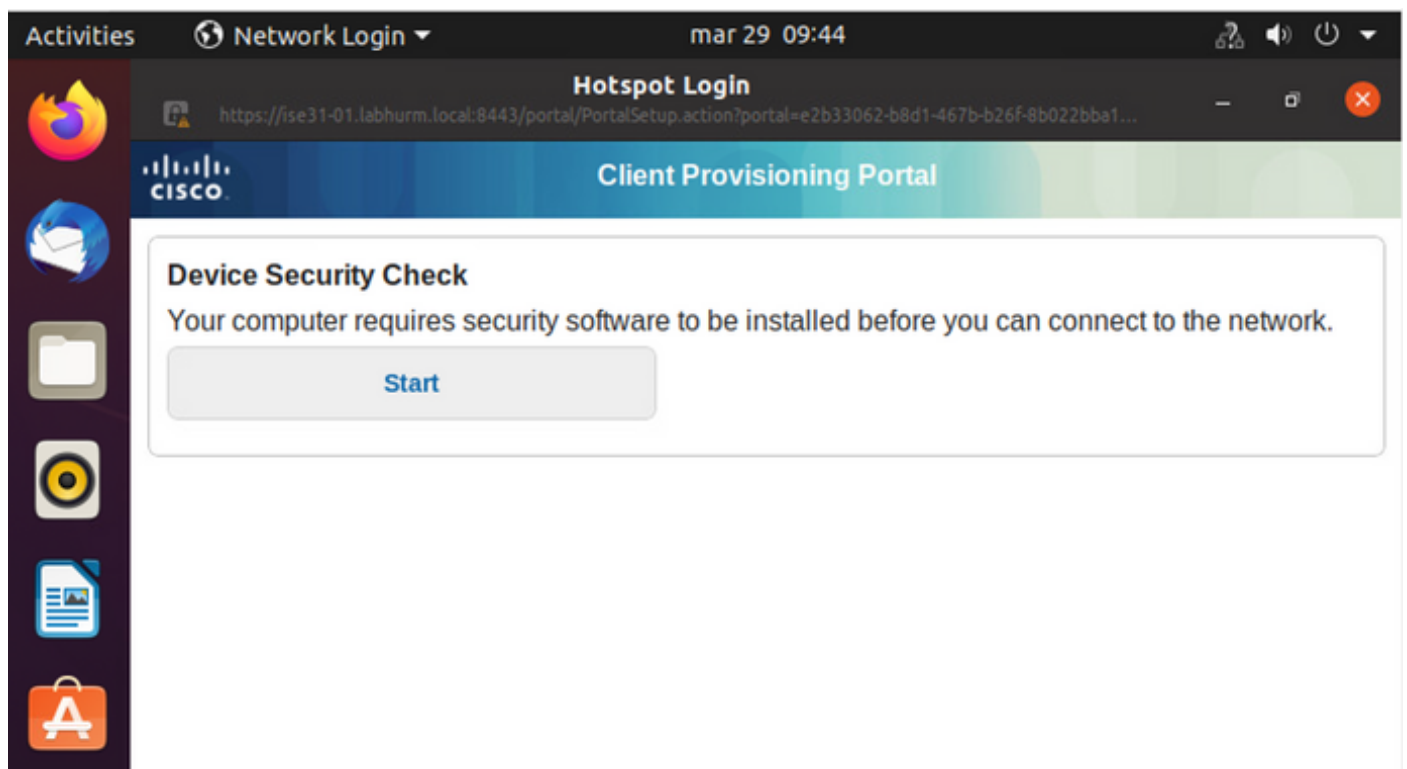 Activities Network Login mar 29 09:44
Hotspot Login
https://ise31-01.labhurm.local:8443/portal/PortalSetup.action?portal=e2b33062-b8d1-467b-b26f-8b022bba1...
CISCO Client Provisioning Portal
Device Security Check
Your computer requires security software to be installed before you can connect to the network.
Start